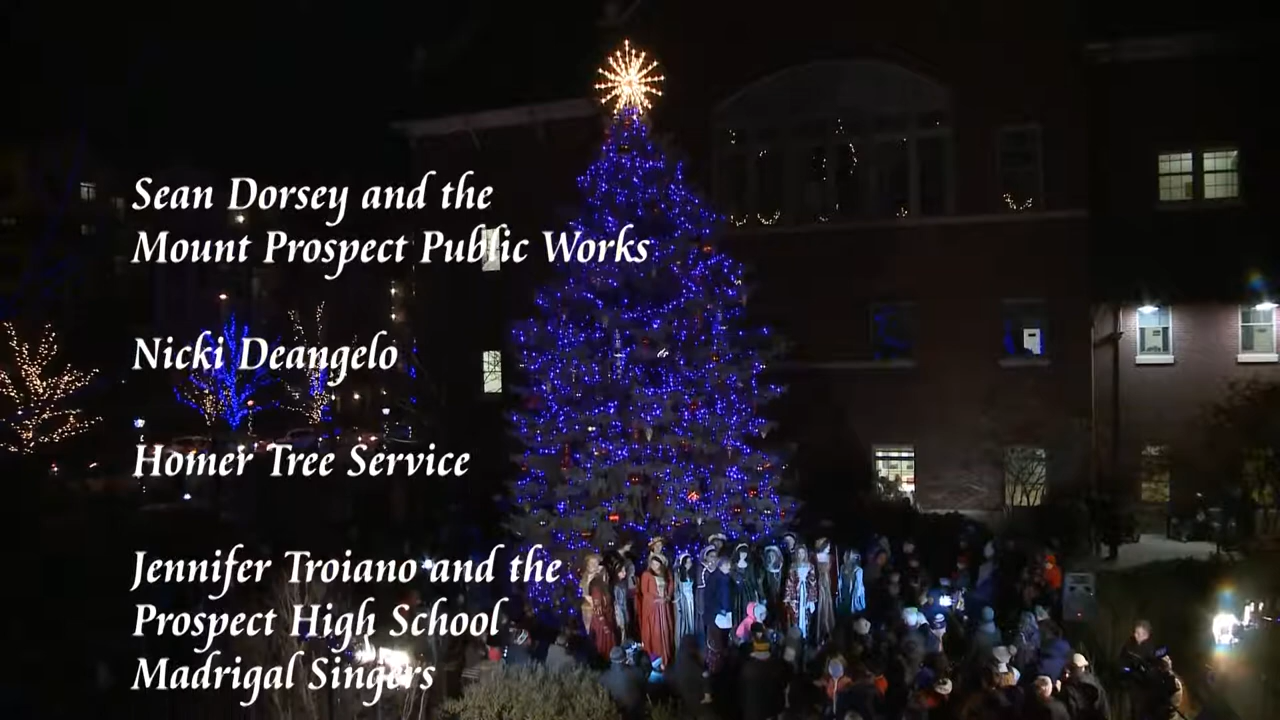 Sean Dorsey and the
Mount Prospect Public Works
Nicki Deangelo
Homer Tree Service
Jennifer Troiano and the
Prospect High School
Madrigal Singers